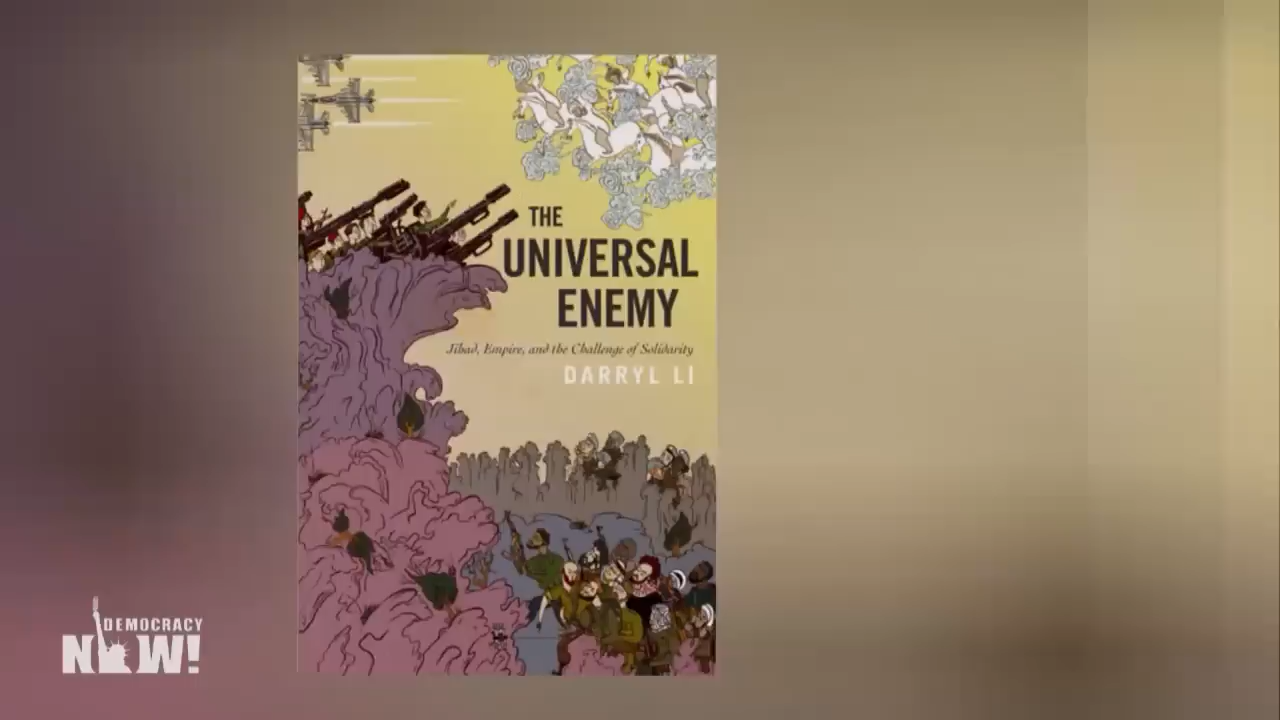 THE
UNIVERSAL
ENEMY
Jihad, Empire, and the Challenge of Solidarity
DARRYL LI
DEMOCRACY
NOW!